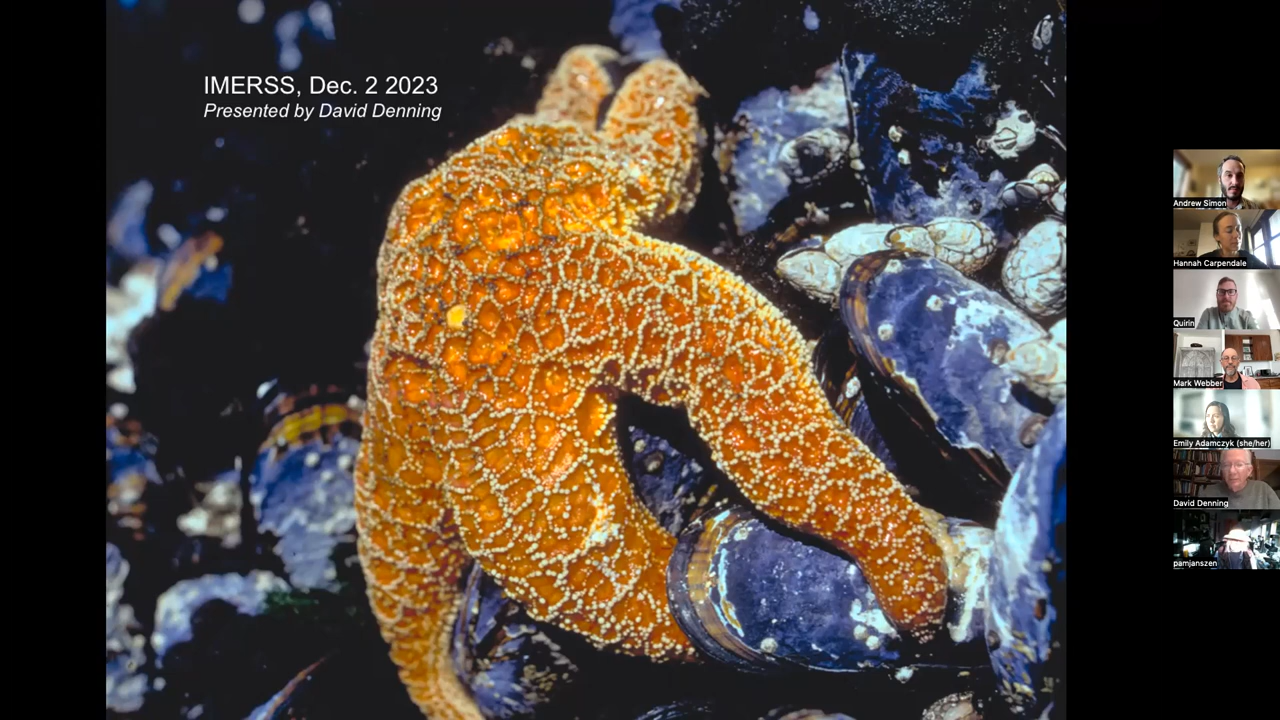 IMERSS, Dec. 2 2023
Presented by David Denning
Andrew Simon
Hannah Carpendale
Quirin
Mark Webber
Emily Adamczyk (she/her)
David Denning
pamjanszen